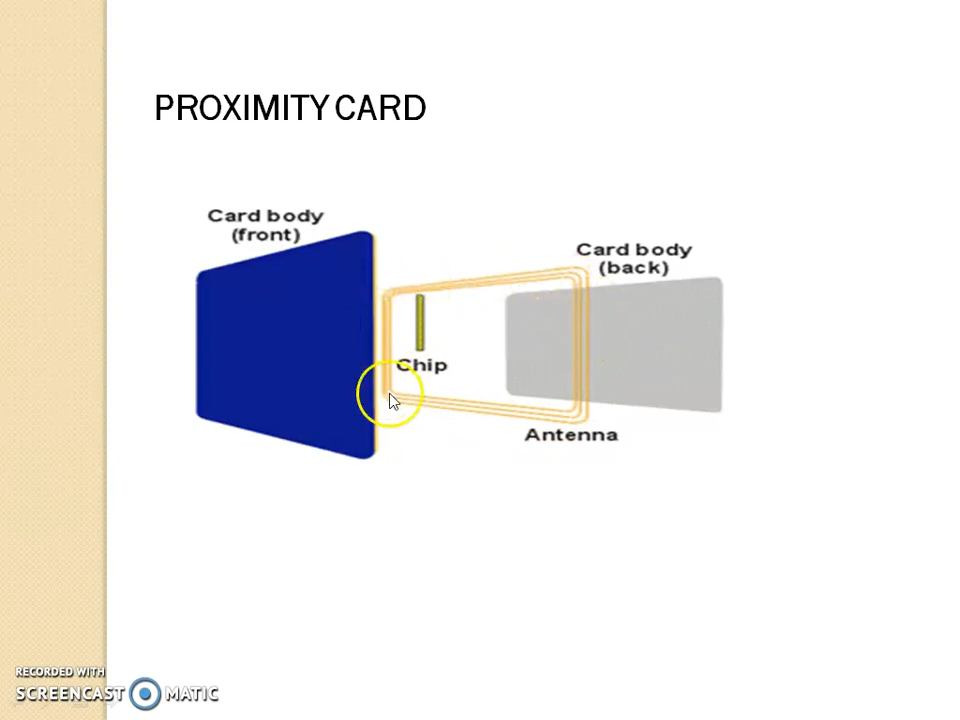 PROXIMITY CARD
Card body
(front)
Card body
(back)
Chip
Antenna
RECORDED WITH
SCREENCAST MATIC